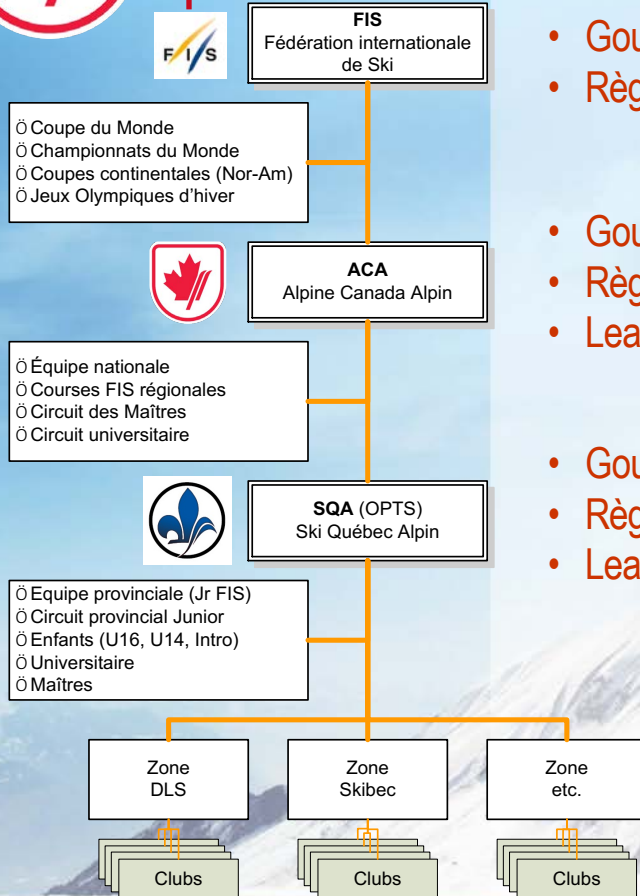 FIS
Fédération internationale
de Ski
F/I/S
Ö Coupe du Monde
Ö Championnats du Monde
Ö Coupes continentales (Nor-Am)
Ö Jeux Olympiques d'hiver
ACA
Alpine Canada Alpin
Ö Équipe nationale
Ö Courses FIS régionales
Ö Circuit des Maîtres
Ö Circuit universitaire
SQA (OPTS)
Ski Québec Alpin
Ö Equipe provinciale (Jr FIS)
Ö Circuit provincial Junior
Ö Enfants (U16, U14, Intro)
Ö Universitaire
Ö Maîtres
Zone
DLS
Zone
Skibec
Zone
etc.
Clubs
Clubs
Clubs